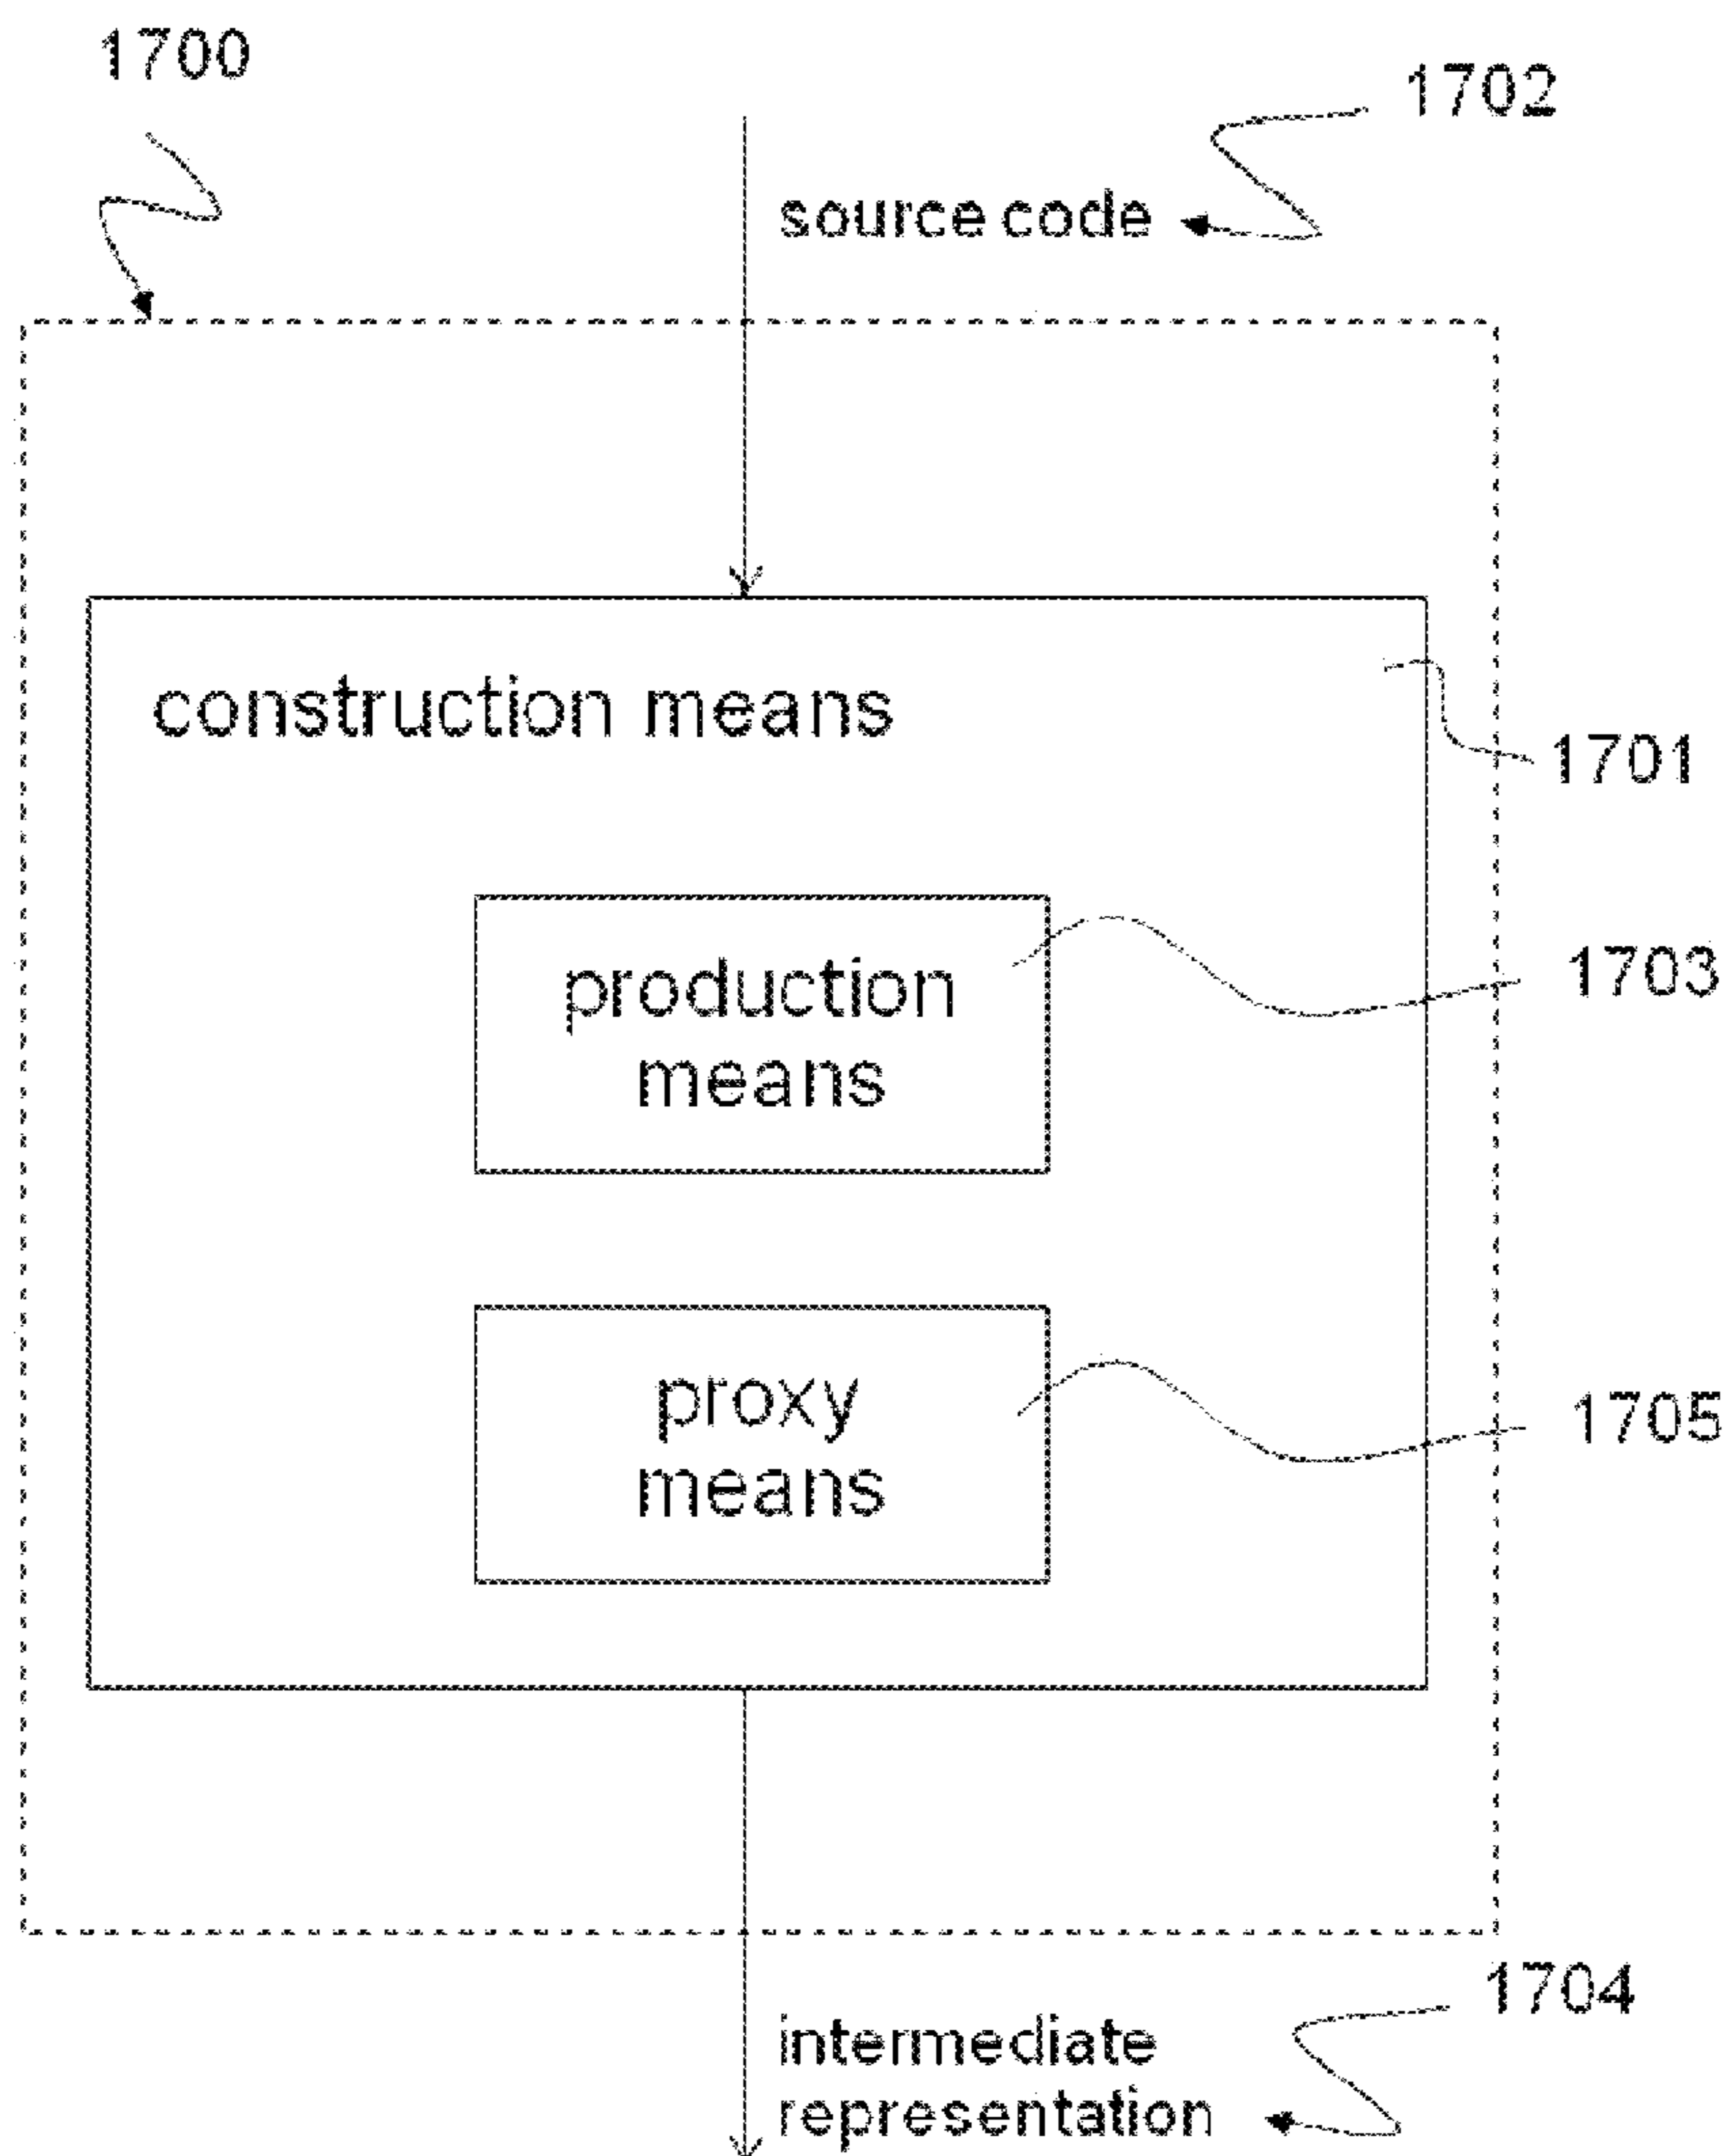 1700
1702
source code
construction means
1701
production
means
1703
proxy
means
1705
1704
intermediate
representation